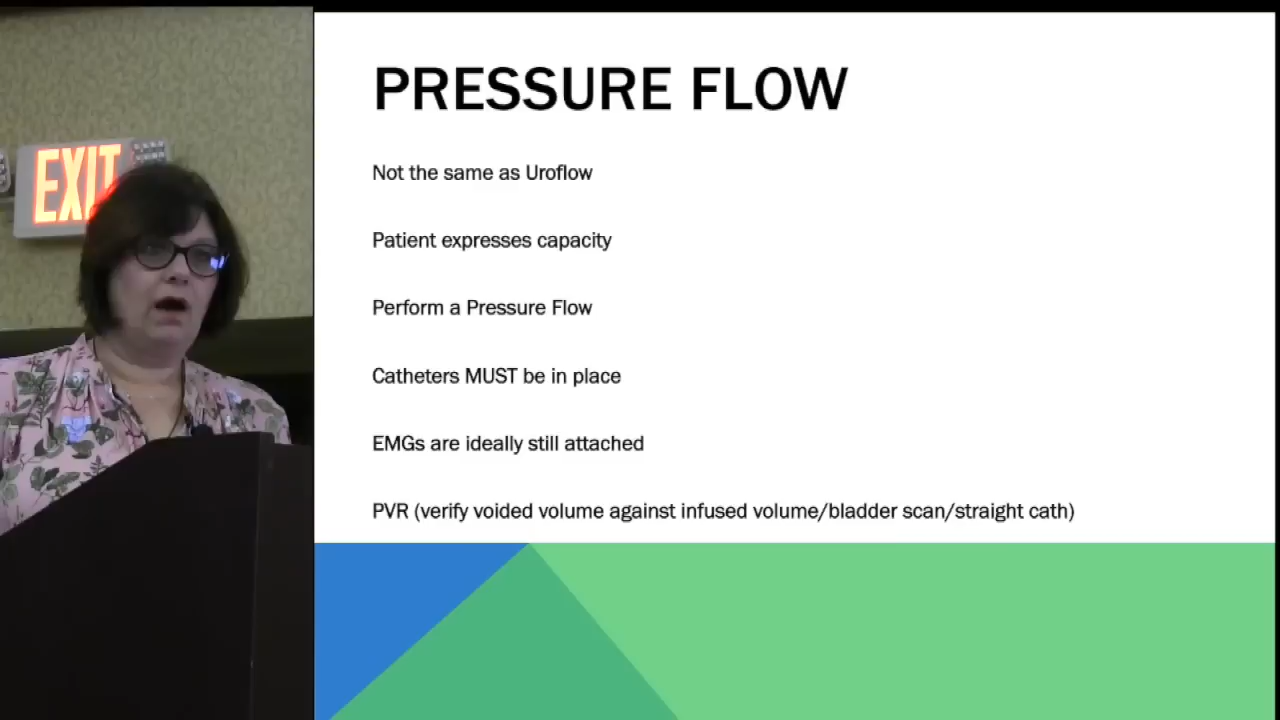 EXIT
PRESSURE FLOW
Not the same as Uroflow
Patient expresses capacity
Perform a Pressure Flow
Catheters MUST be in place
EMGs are ideally still attached
PVR (verify voided volume against infused volume/bladder scan/straight cath)